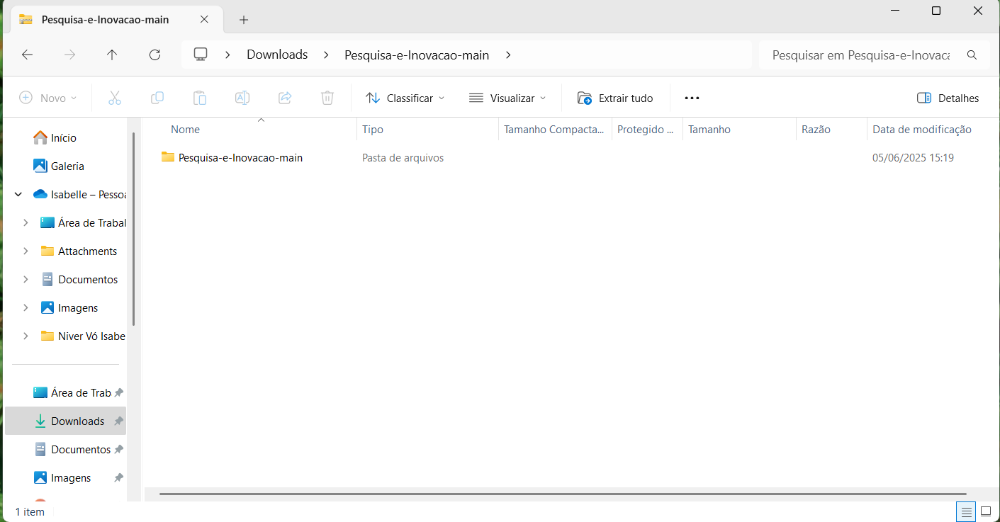 Pesquisa-e-Inovacao-main
Downloads Pesquisa-e-Inovacao-main
Pesquisar em Pesquisa-e-Inovaca
Novo
Classificar
Visualizar
Extrair tudo
Detalhes
Início
Galeria
Isabelle – Pessoa
Área de Trabal
Attachments
Documentos
Imagens
Niver Vó Isabe
Área de Trab
Downloads
Documentos
Imagens
Nome Tipo Tamanho Compacta... Protegido ... Tamanho Razão Data de modificação
Pesquisa-e-Inovacao-main Pasta de arquivos 05/06/2025 15:19
1 item